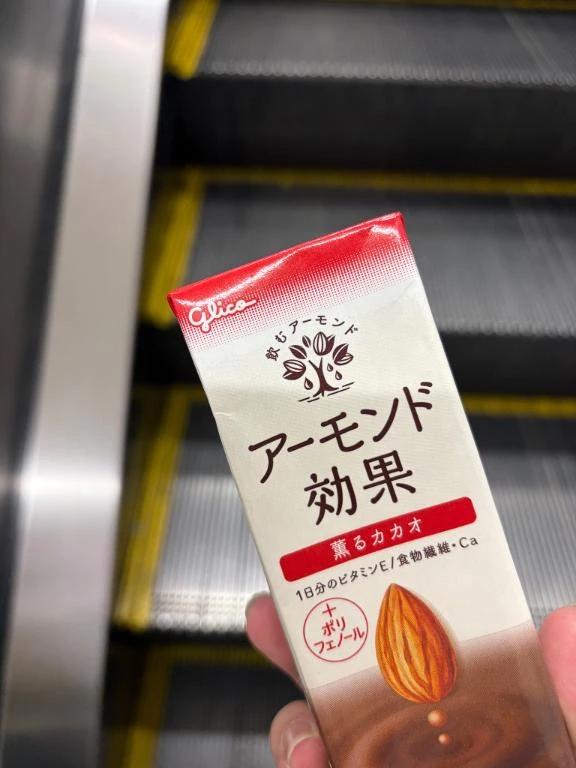 Glico
飲むアーモンド
アーモンド
効果
薫るカカオ
1日分のビタミンE/食物繊維・Ca
+
ポリ
フェノール